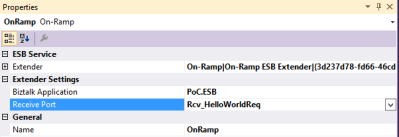 Properties
OnRamp On-Ramp
ESB Service
Extender On-Ramp|On-Ramp ESB Extender|{3d237d78-fd66-46cd
Extender Settings
Biztalk Application PoC.ESB
Receive Port Rcv_HelloWorldReq
General
Name OnRamp